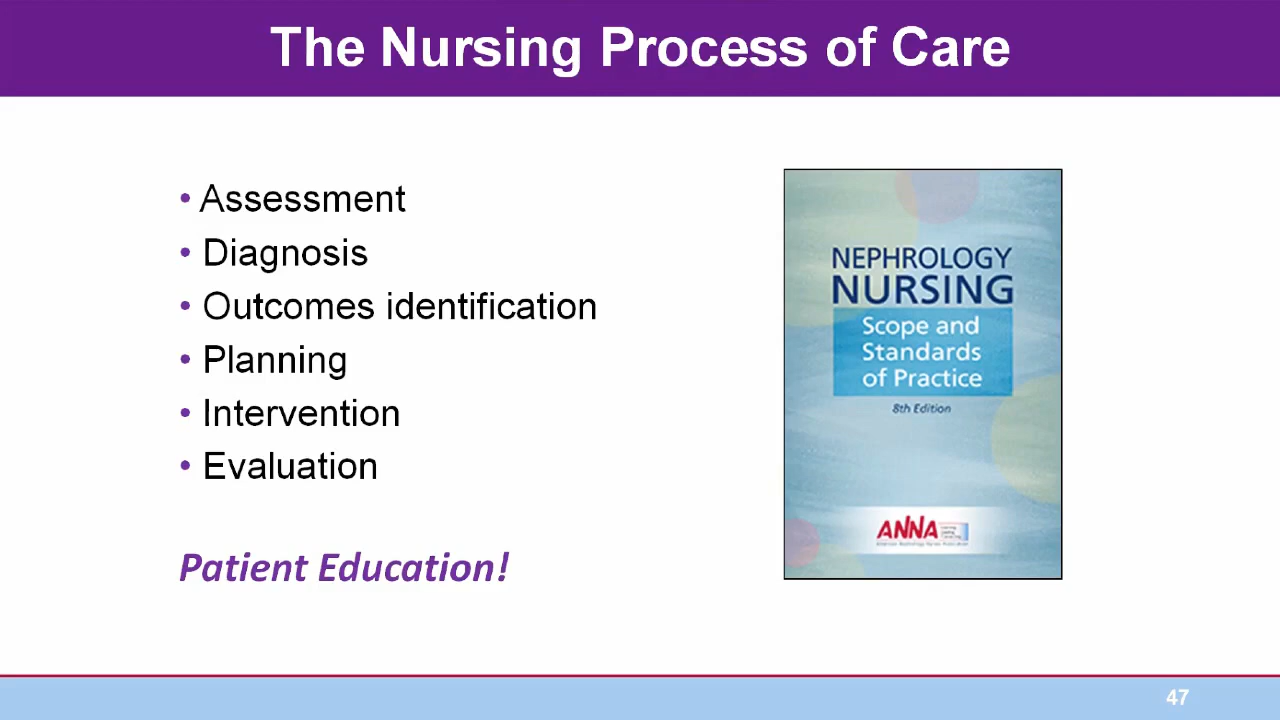 The Nursing Process of Care
• Assessment
• Diagnosis
• Outcomes identification
• Planning
• Intervention
• Evaluation
Patient Education!
NEPHROLOGY
NURSING
Scope and
Standards
of Practice
8th Edition
ANNA
47